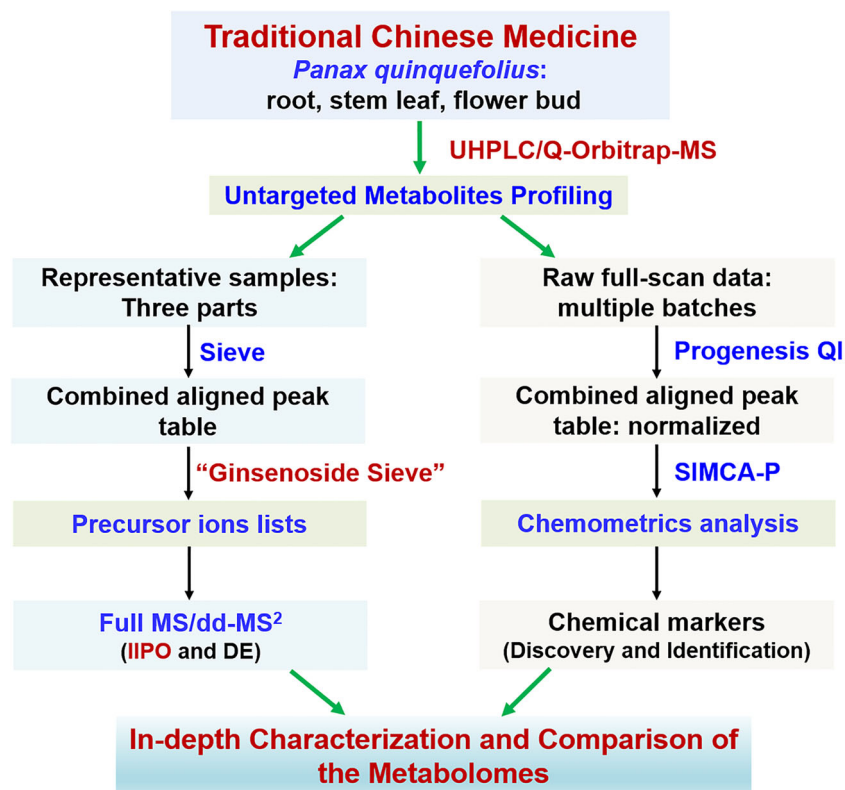 Traditional Chinese Medicine
Panax quinquefolius:
root, stem leaf, flower bud
UHPLC/Q-Orbitrap-MS
Untargeted Metabolites Profiling
Representative samples:
Three parts
Sieve
Combined aligned peak
table
“Ginsenoside Sieve”
Precursor ions lists
Full MS/dd-MS²
(IIPO and DE)
Raw full-scan data:
multiple batches
Progenesis QI
Combined aligned peak
table: normalized
SIMCA-P
Chemometrics analysis
Chemical markers
(Discovery and Identification)
In-depth Characterization and Comparison of
the Metabolomes